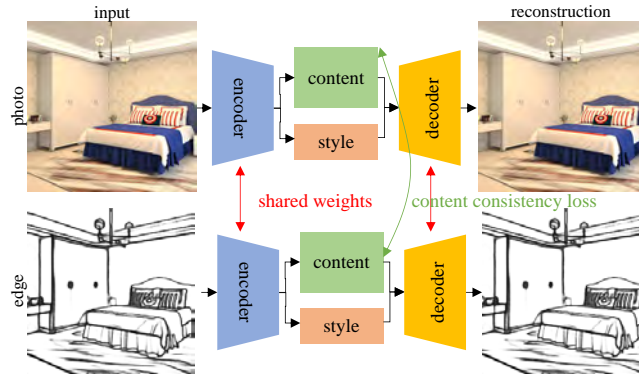 input
reconstruction
photo
encoder
content
style
decoder
shared weights
content consistency loss
edge
encoder
content
style
decoder